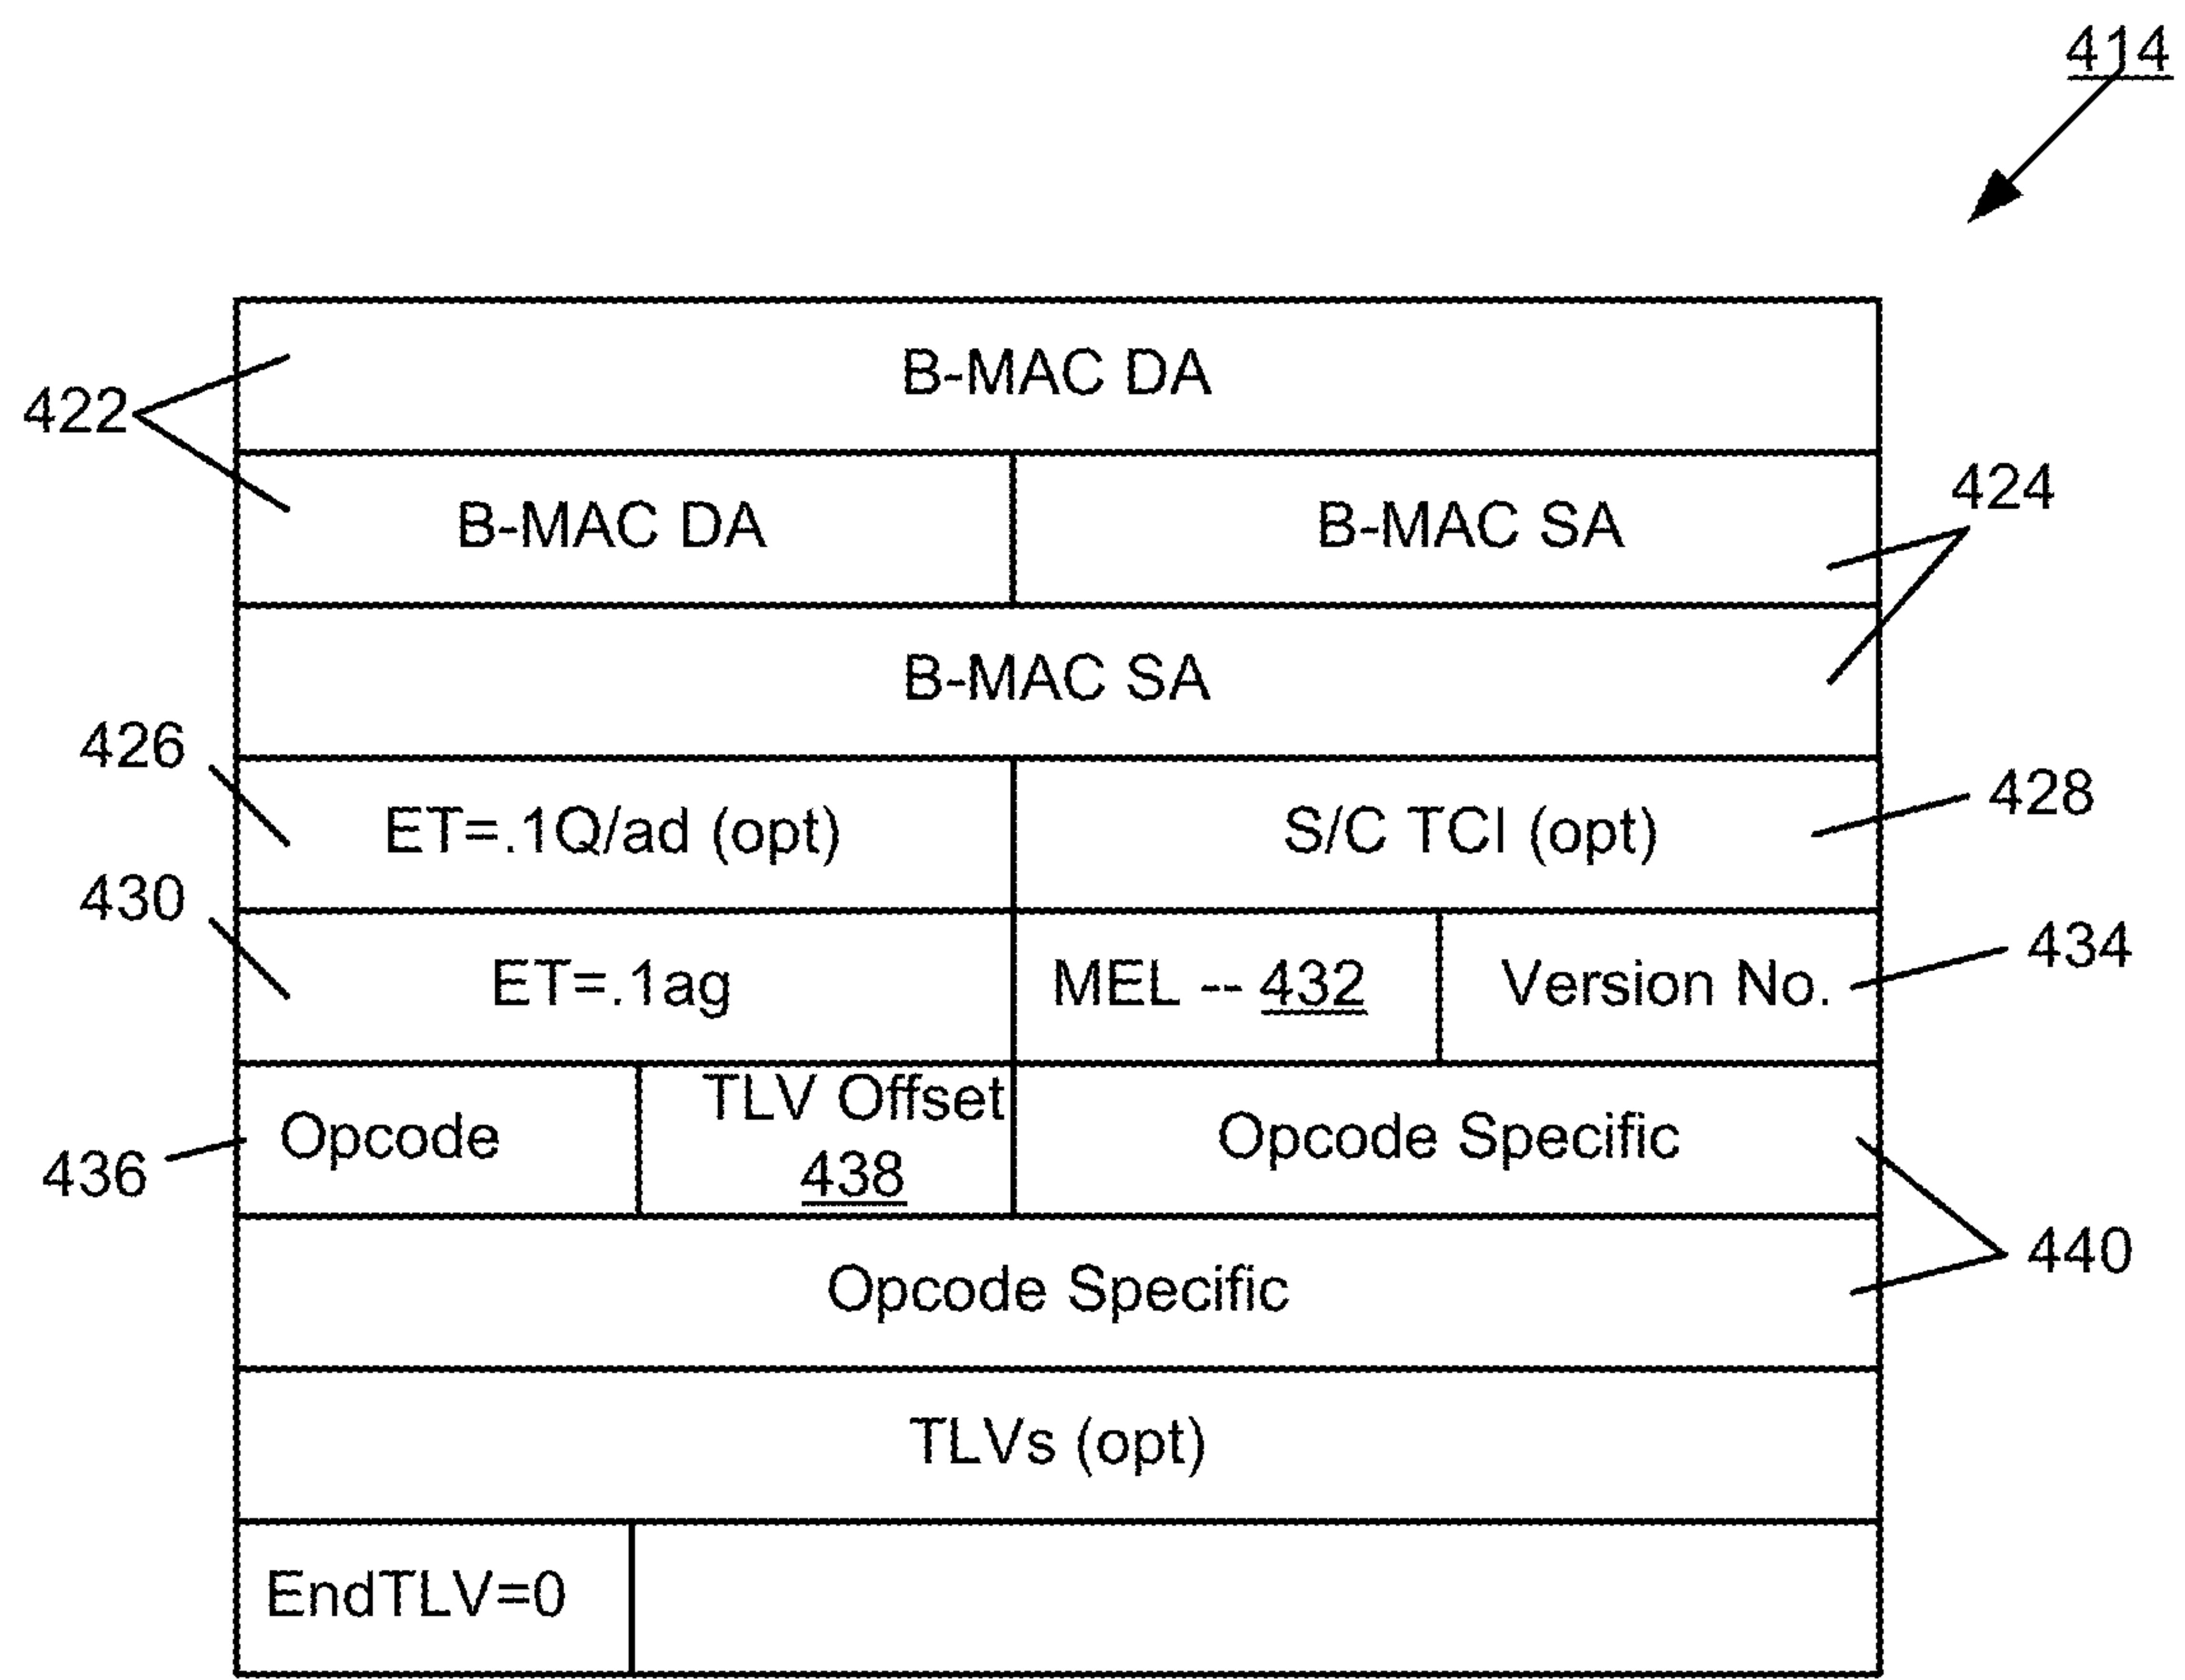 414
B-MAC DA
422
B-MAC DA B-MAC SA
424
B-MAC SA
426
ET=.1Q/ad (opt) S/C TCI (opt)
428
430
ET=.1ag MEL -- 432 Version No.
434
Opcode TLV Offset 438 Opcode Specific
436
Opcode Specific
440
TLVs (opt)
EndTLV=0